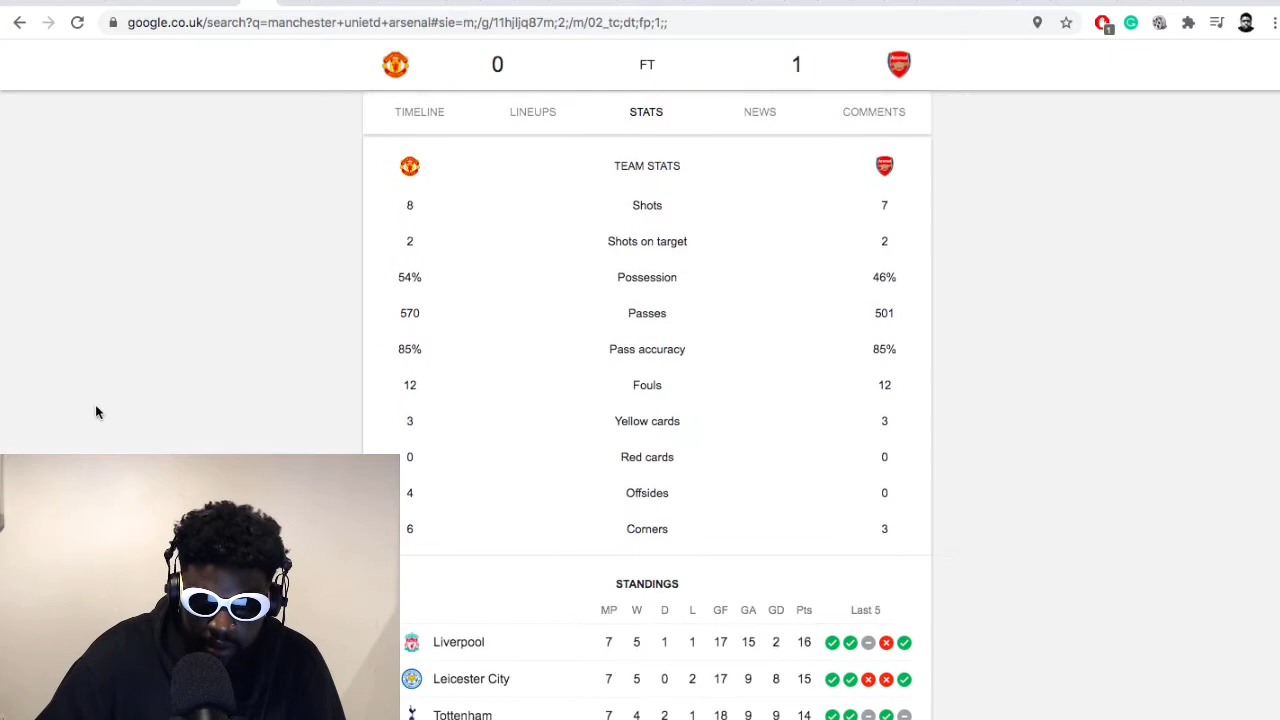 google.co.uk/search?q=manchester+unietd+arsenal#sie=m;/g/11hjljq87m;2;/m/02_tc;dt;fp;1;;
1
0 FT 1
TIMELINE LINEUPS STATS NEWS COMMENTS
TEAM STATS
8 Shots 7
2 Shots on target 2
54% Possession 46%
570 Passes 501
85% Pass accuracy 85%
12 Fouls 12
3 Yellow cards 3
0 Red cards 0
4 Offsides 0
6 Corners 3
STANDINGS
MP W D L GF GA GD Pts Last 5
Liverpool 7 5 1 1 17 15 2 16
Leicester City 7 5 0 2 17 9 8 15
Tottenham 7 4 2 1 18 9 9 14